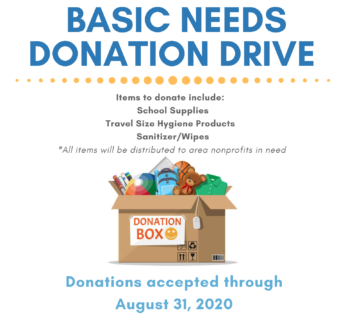 BASIC NEEDS
DONATION DRIVE
Items to donate include:
School Supplies
Travel Size Hygiene Products
Sanitizer/Wipes
*All items will be distributed to area nonprofits in need
DONATION
BOX
Donations accepted through
August 31, 2020